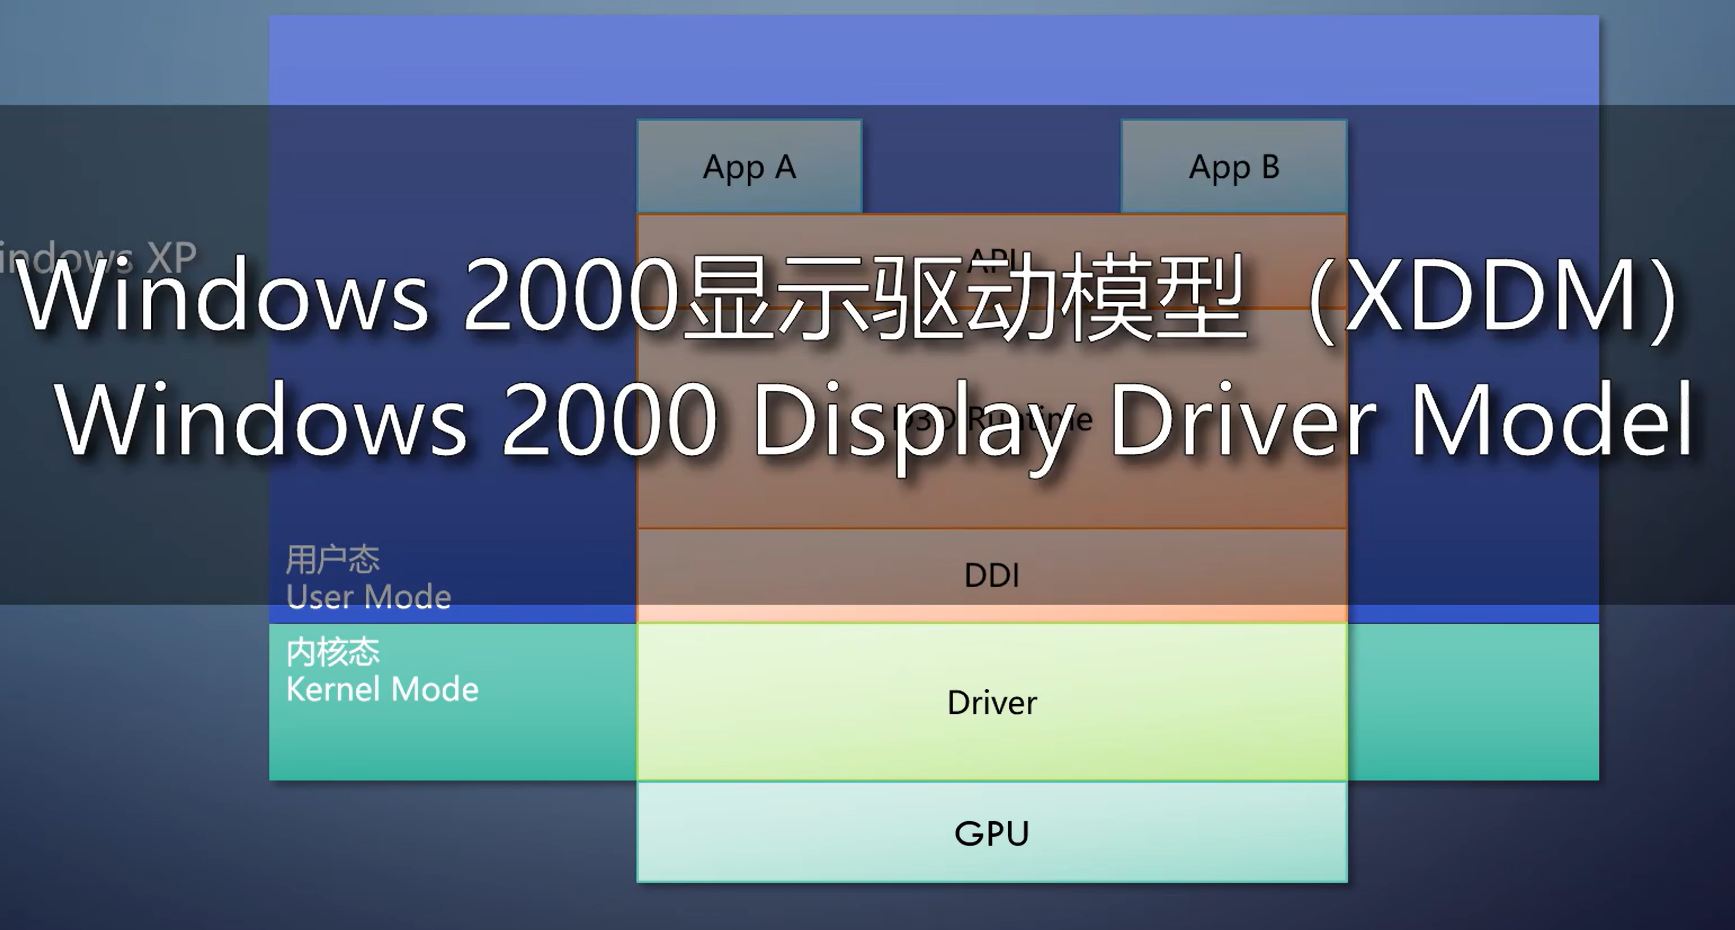 App A
App B
indows XP
API
Windows 2000显示驱动模型（XDDM）
D3D Runtime
Windows 2000 Display Driver Model
用户态
User Mode
DDI
内核态
Kernel Mode
Driver
GPU